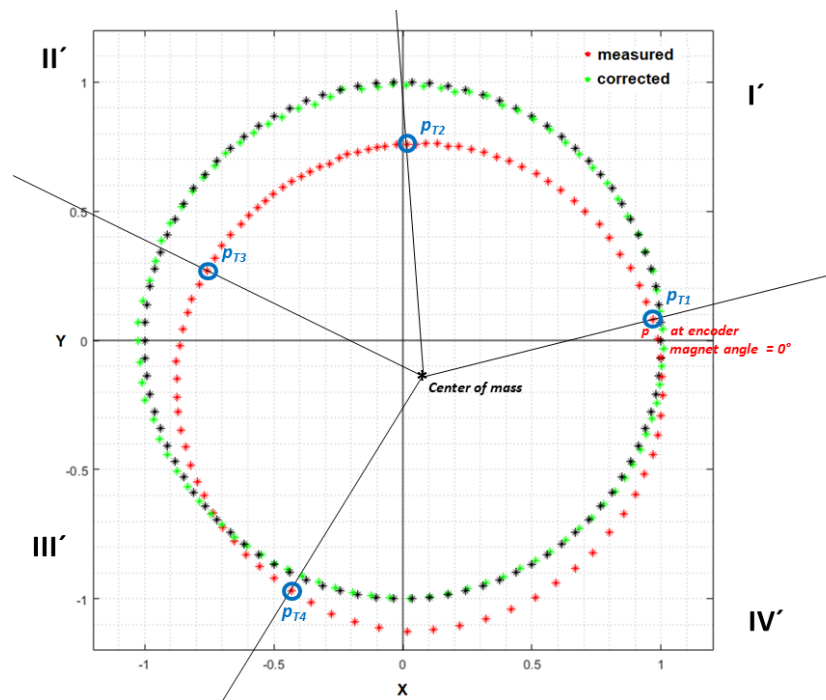 II´
I´
measured
corrected
1
pT2
0.5
pT3
pT1
p at encoder
magnet angle = 0°
Y
0
Center of mass
-0.5
III´
pT4
-1
IV´
-1
-0.5
0
0.5
1
X